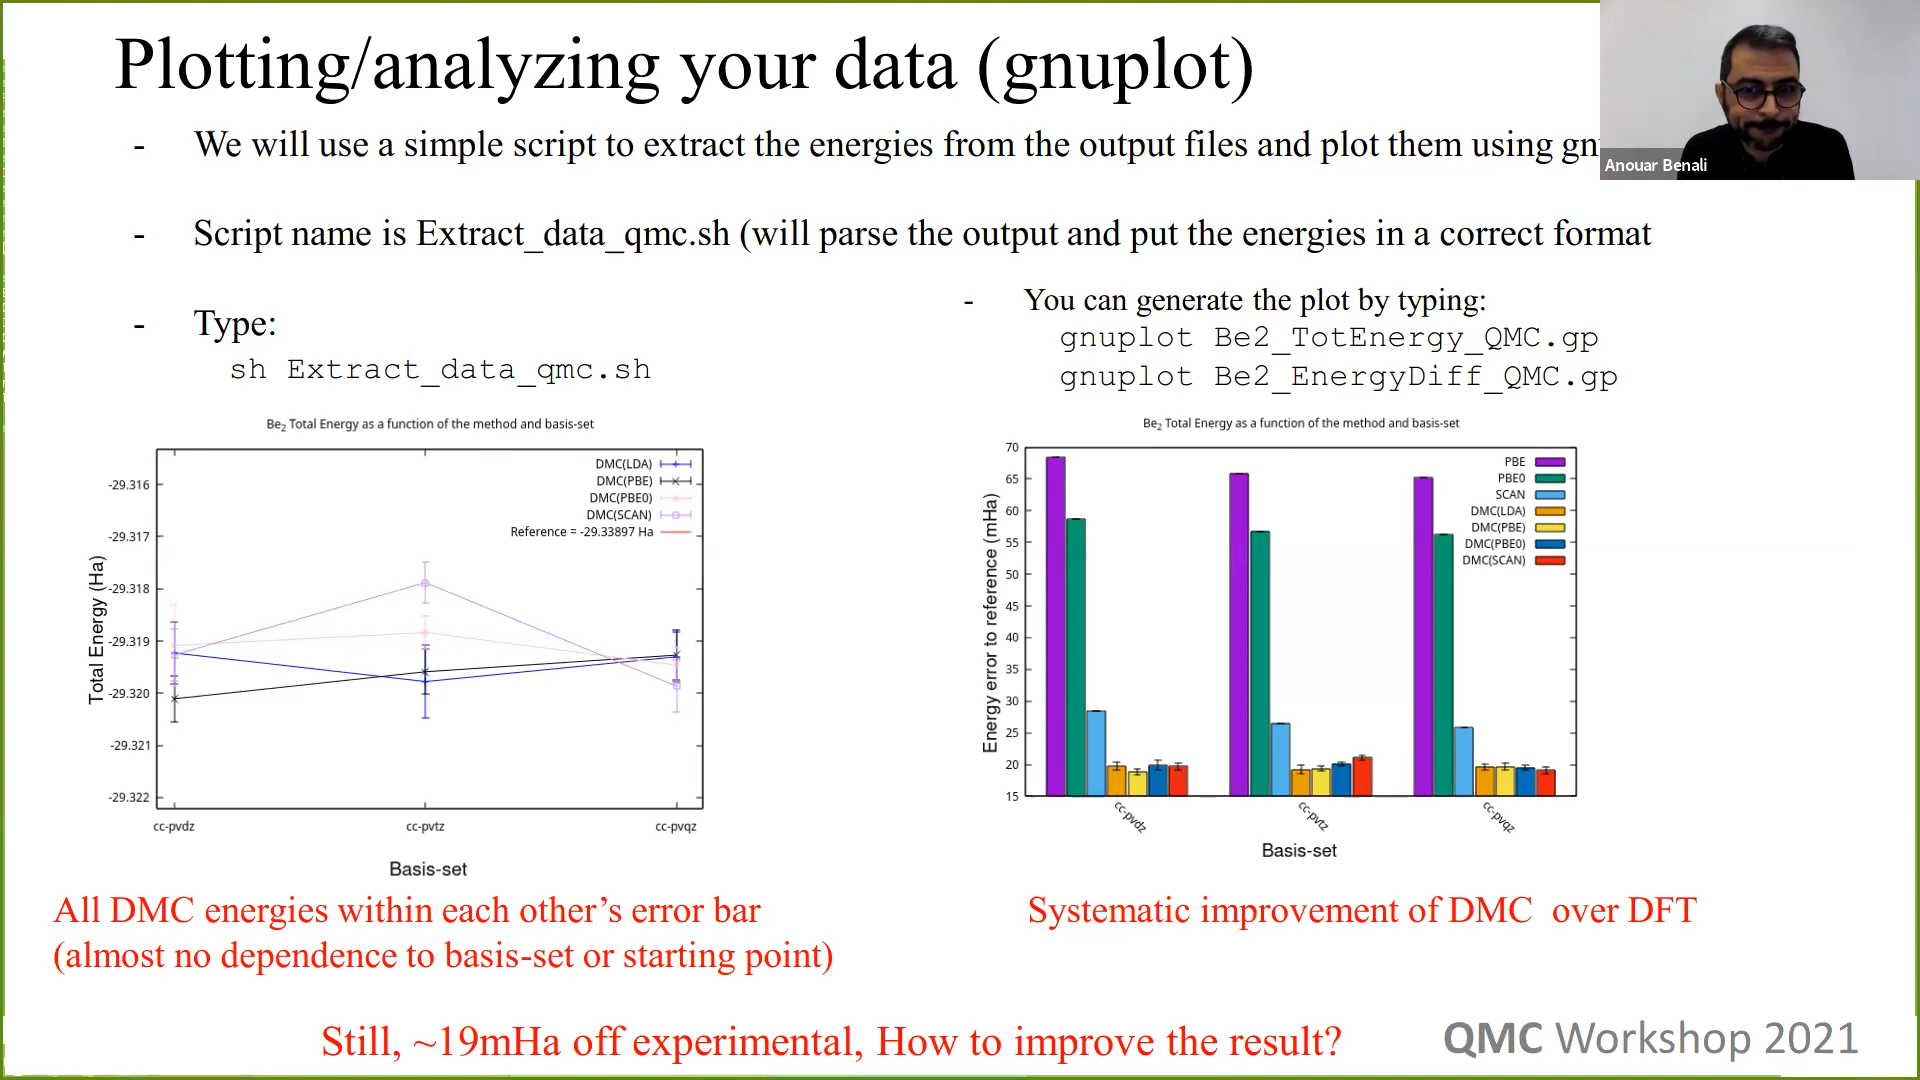 Plotting/analyzing your data (gnuplot)
- We will use a simple script to extract the energies from the output files and plot them using
Anouar Benali
- Script name is Extract_data_qmc.sh (will parse the output and put the energies in a correct format
- Type:
sh Extract_data_qmc.sh
- You can generate the plot by typing:
gnuplot Be2_TotEnergy_QMC.gp
gnuplot Be2_EnergyDiff_QMC.gp
Be2 Total Energy as a function of the method and basis-set
DMC(LDA)
DMC(PBE)
DMC(PBE0)
DMC(SCAN)
Reference = -29.33897 Ha
Total Energy (Ha)
-29.316
-29.317
-29.318
-29.319
-29.320
-29.321
-29.322
cc-pvdz cc-pvtz cc-pvqz
Basis-set
Be2 Total Energy as a function of the method and basis-set
PBE
PBE0
SCAN
DMC(LDA)
DMC(PBE)
DMC(PBE0)
DMC(SCAN)
Energy error to reference (mHa)
70
65
60
55
50
45
40
35
30
25
20
15
cc-pvdz cc-pvtz cc-pvqz
Basis-set
All DMC energies within each other’s error bar
(almost no dependence to basis-set or starting point)
Systematic improvement of DMC over DFT
Still, ~19mHa off experimental, How to improve the result?
QMC Workshop 2021